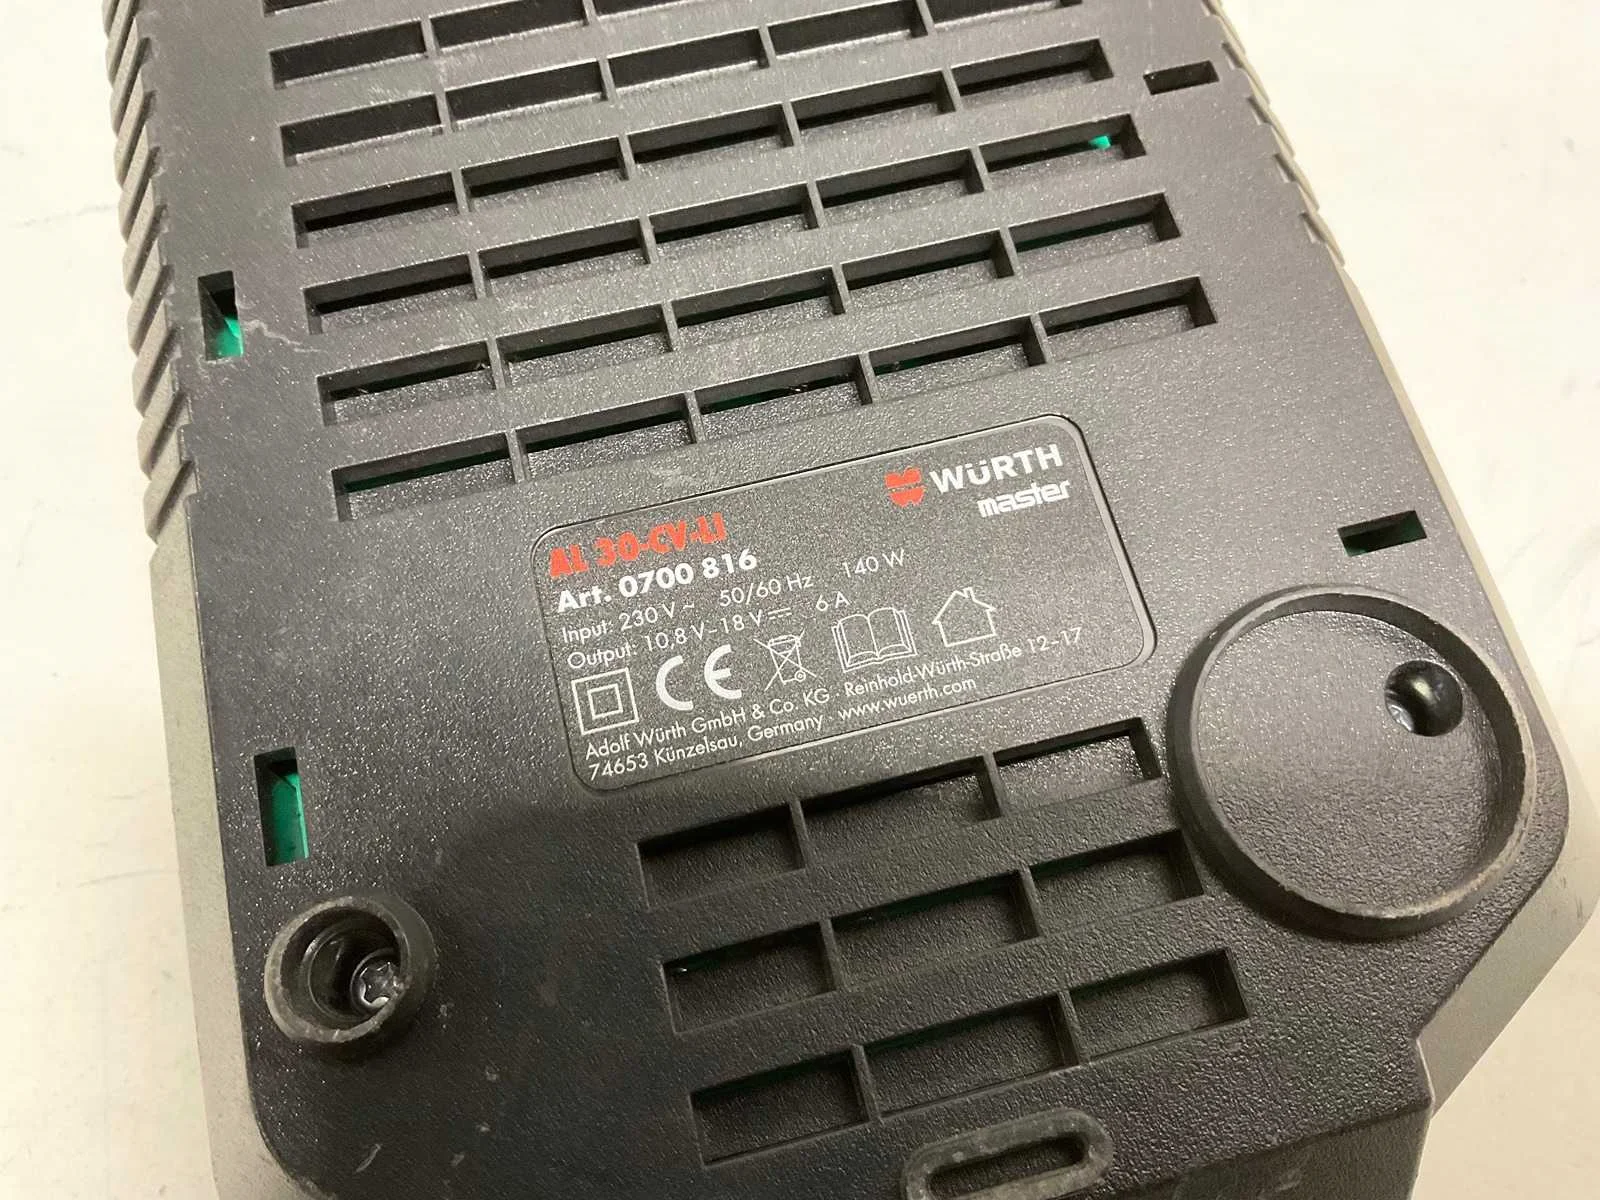 WÜRTH
master
AL 30-CV-LI
Art. 0700 816
Input: 230 V ~ 50/60 Hz 140 W
Output: 10,8 V-18 V⎓ 6 A
CE
Adolf Würth GmbH & Co. KG Reinhold-Würth-Straße 12-17
74653 Künzelsau, Germany www.wuerth.com